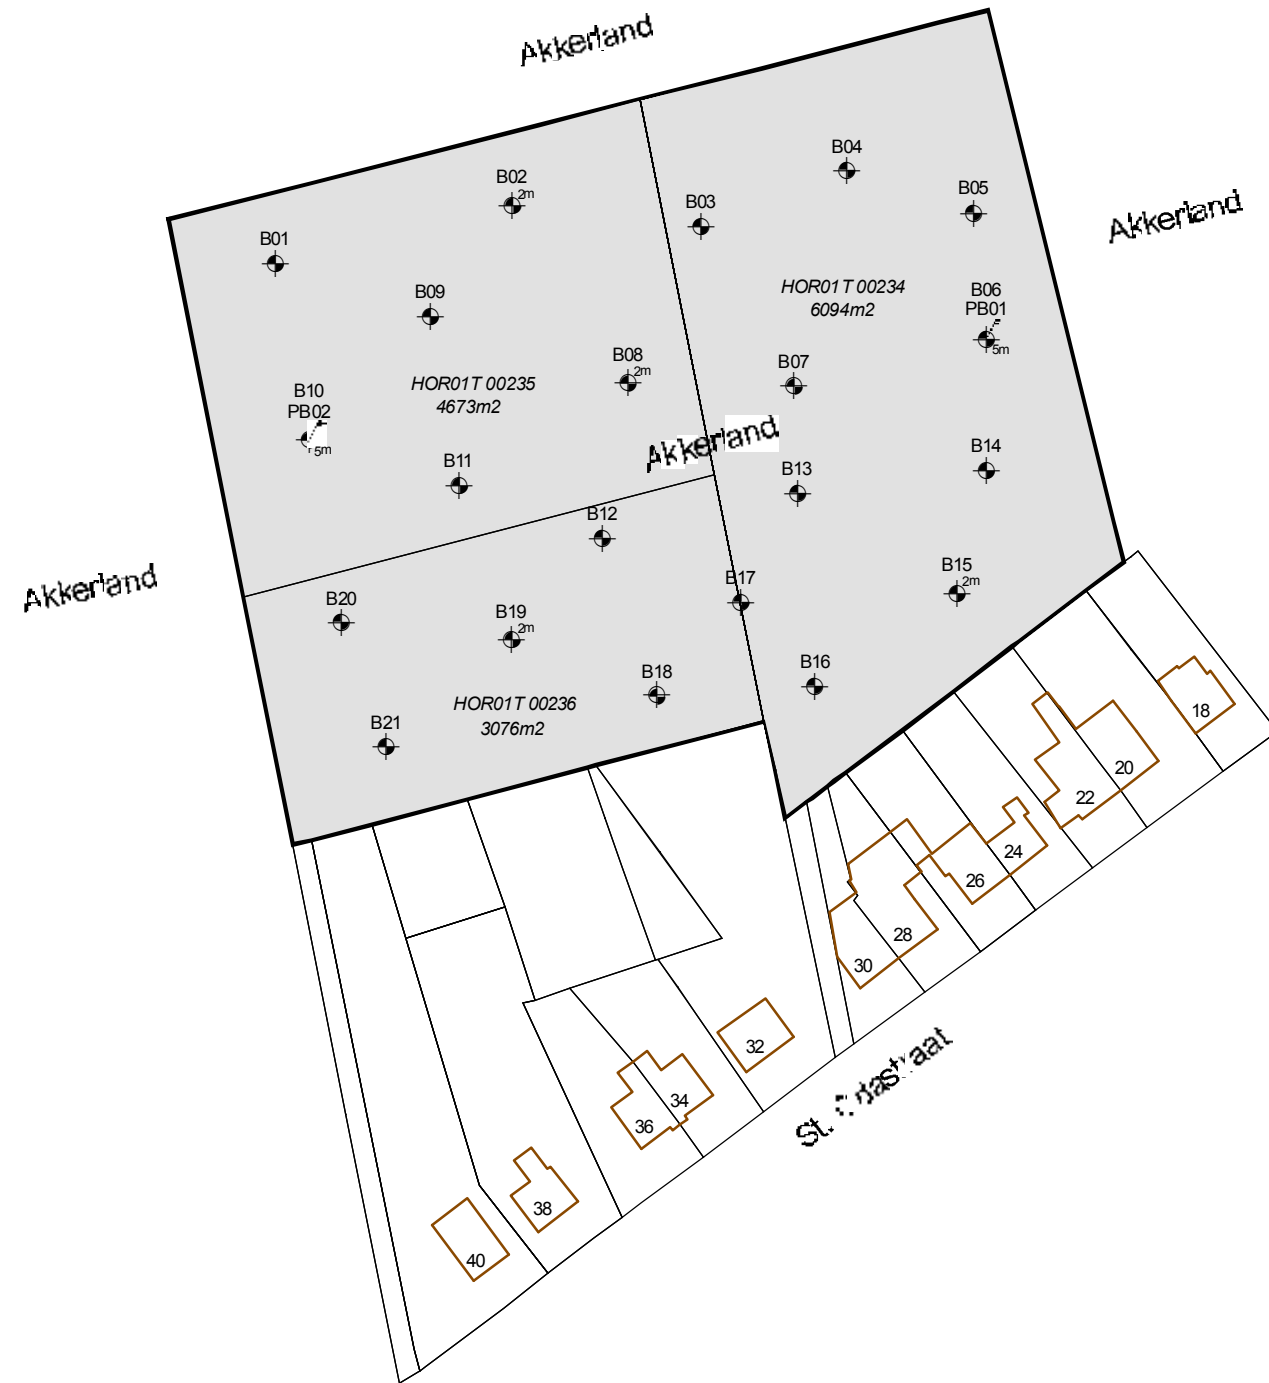 Akkerland
B04
B02
2m
B05
B03
Akkerland
B01
HOR01T 00234
6094m2
B06
PB01
5m
B09
B08
2m
B07
HOR01T 00235
4673m2
B10
PB02
5m
Akkerland
B11
B13
B14
B12
B17
B15
2m
Akkerland
B20
B19
2m
B18
B16
HOR01T 00236
3076m2
B21
18
20
22
24
26
28
30
32
St.
34
36
38
40